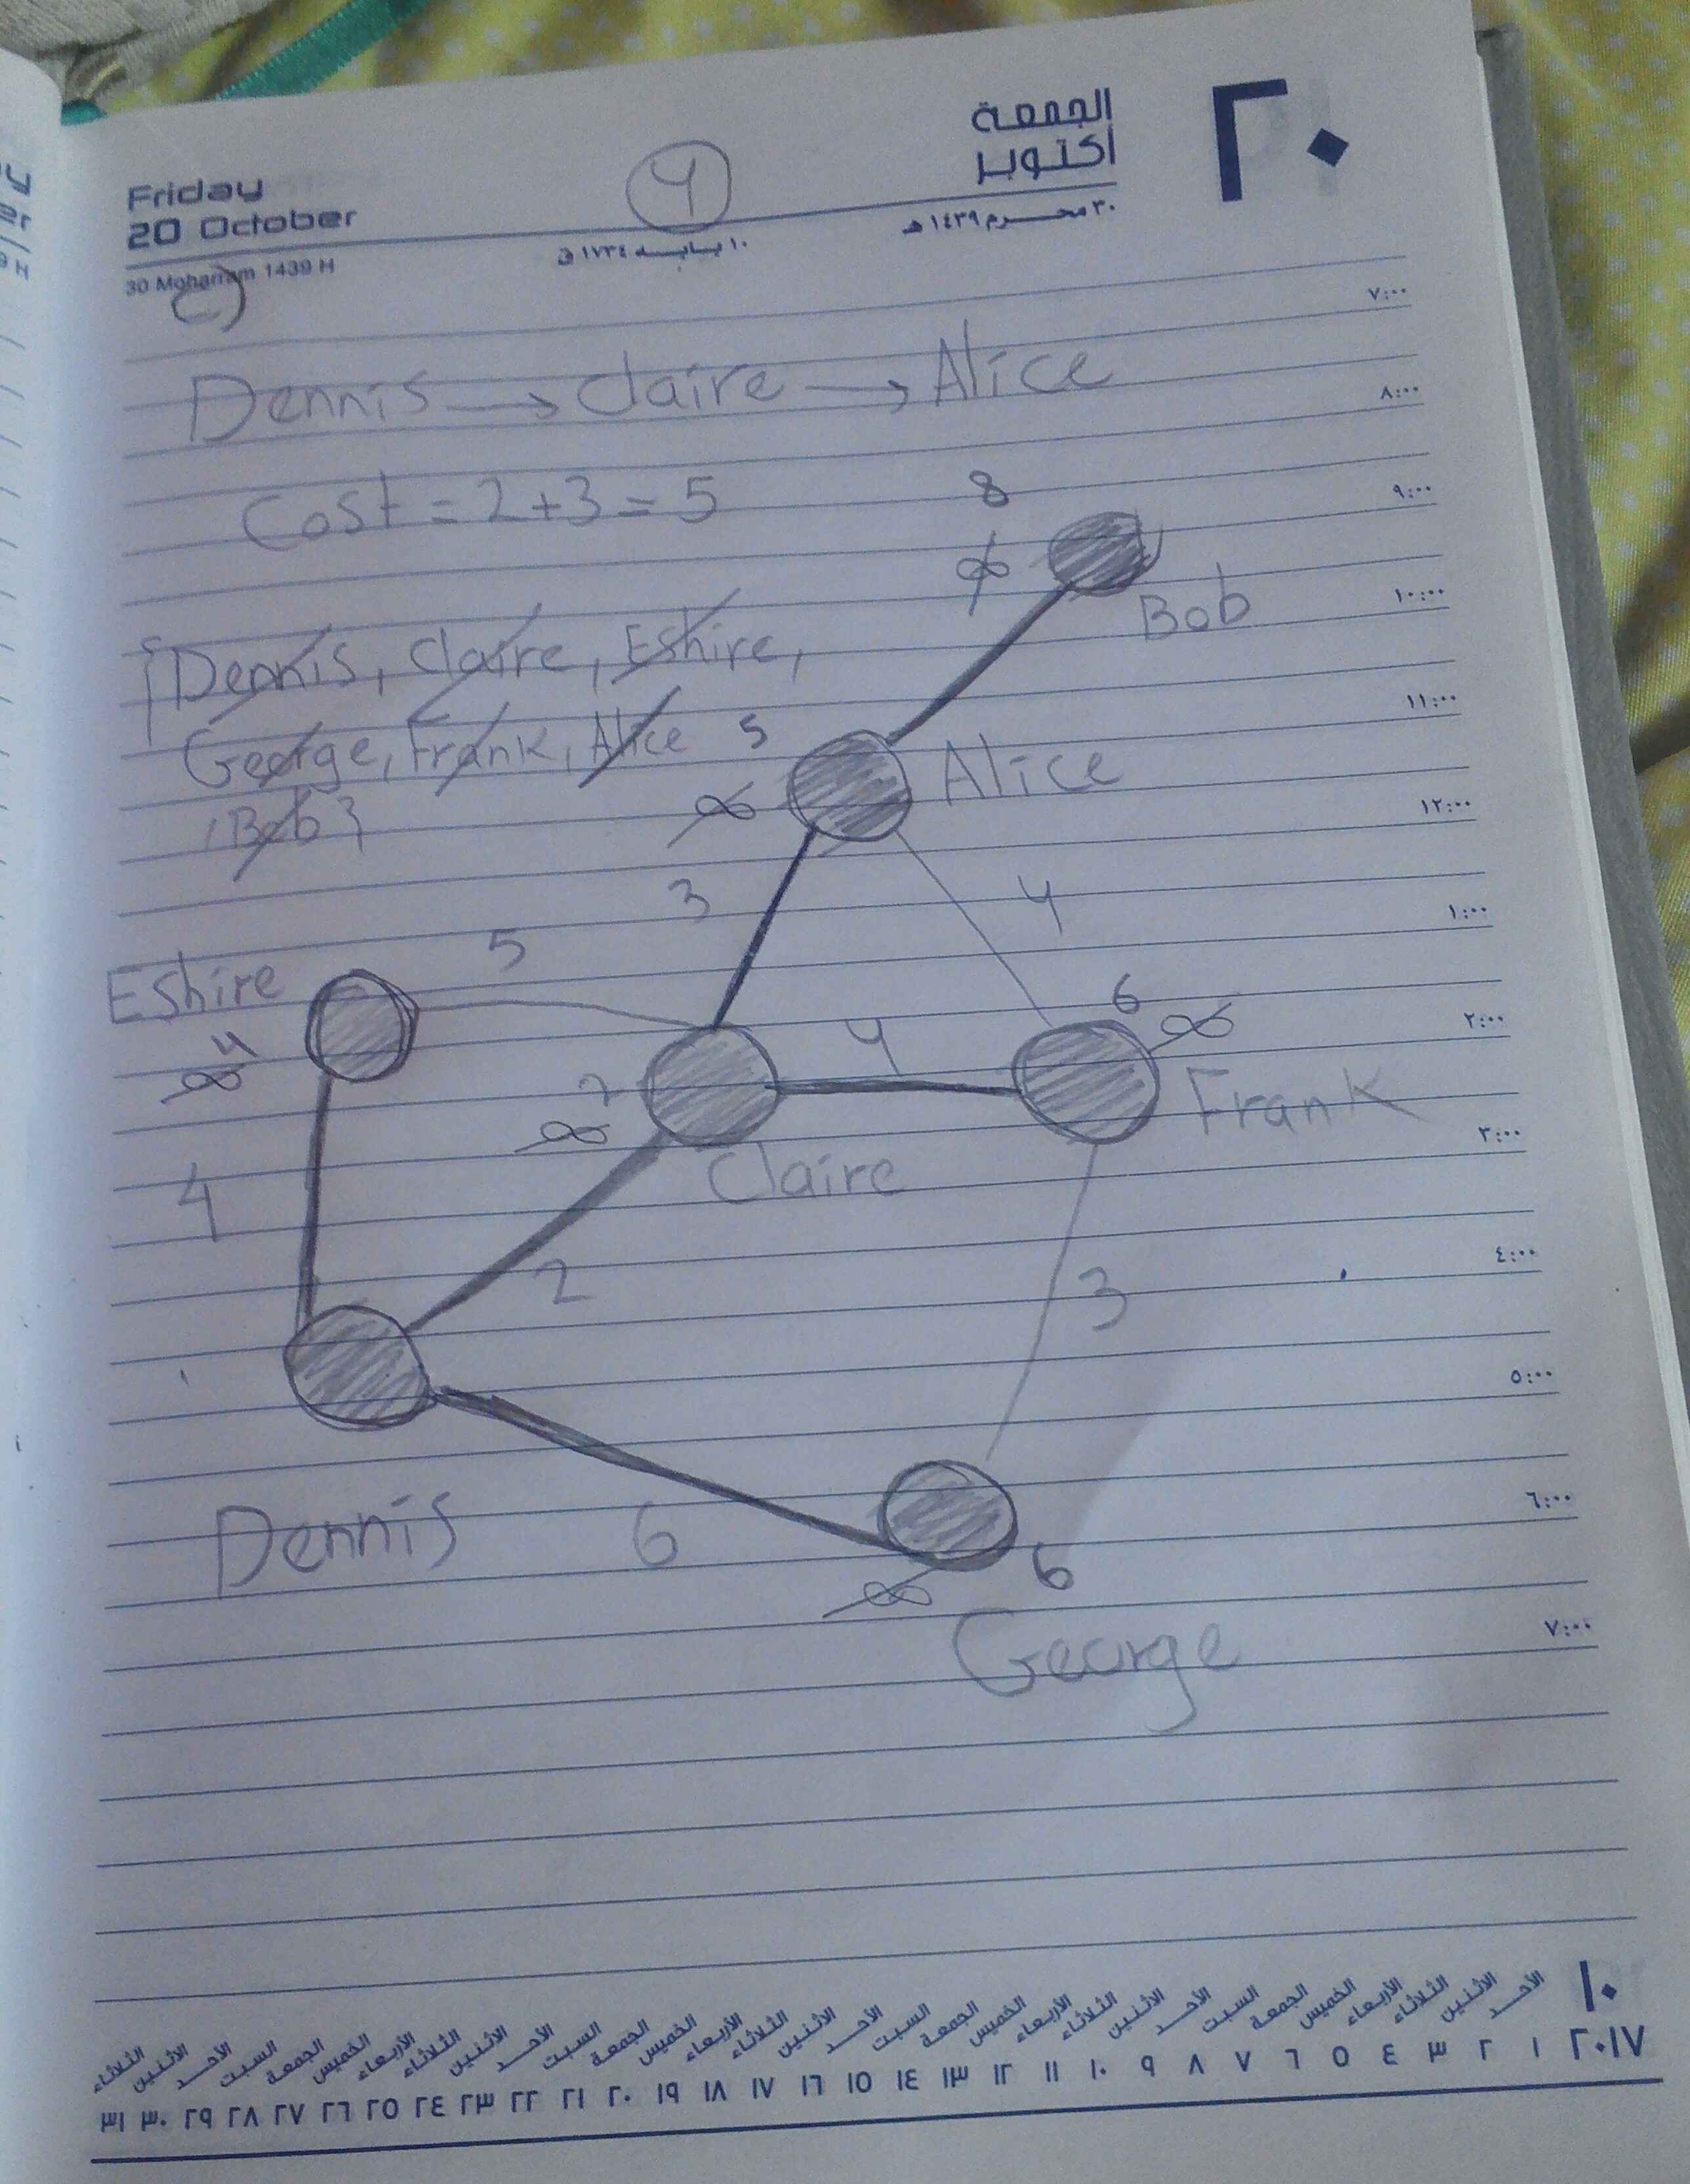 Friday
20 October
30 Moharram 1439 H
4
الجمعة
أكتوبر
٢٠
١٠ بابه ١٧٣٤ ق
٣٠ محرم ١٤٣٩ هـ
c)
٧:٠٠
Dennis → Claire → Alice
٨:٠٠
Cost = 2+3 = 5
8
٩:٠٠
∞
Bob
١٠:٠٠
{Dennis, Claire, Eshire,
١١:٠٠
George, Frank, Alice
, Bob}
5
∞
Alice
١٢:٠٠
3
4
١:٠٠
Eshire
5
4
∞
6
∞
٢:٠٠
4
2
∞
Frank
٣:٠٠
Claire
4
2
3
٤:٠٠
٥:٠٠
Dennis
6
6
∞
٦:٠٠
George
٧:٠٠
١٠
الأحد الاثنين الثلاثاء الأربعاء الخميس الجمعة السبت الأحد الاثنين الثلاثاء الأربعاء الخميس الجمعة السبت الأحد الاثنين الثلاثاء الأربعاء الخميس الجمعة السبت الأحد الاثنين الثلاثاء الأربعاء الخميس الجمعة السبت الأحد الاثنين الثلاثاء
٢٠١٧ ١ ٢ ٣ ٤ ٥ ٦ ٧ ٨ ٩ ١٠ ١١ ١٢ ١٣ ١٤ ١٥ ١٦ ١٧ ١٨ ١٩ ٢٠ ٢١ ٢٢ ٢٣ ٢٤ ٢٥ ٢٦ ٢٧ ٢٨ ٢٩ ٣٠ ٣١